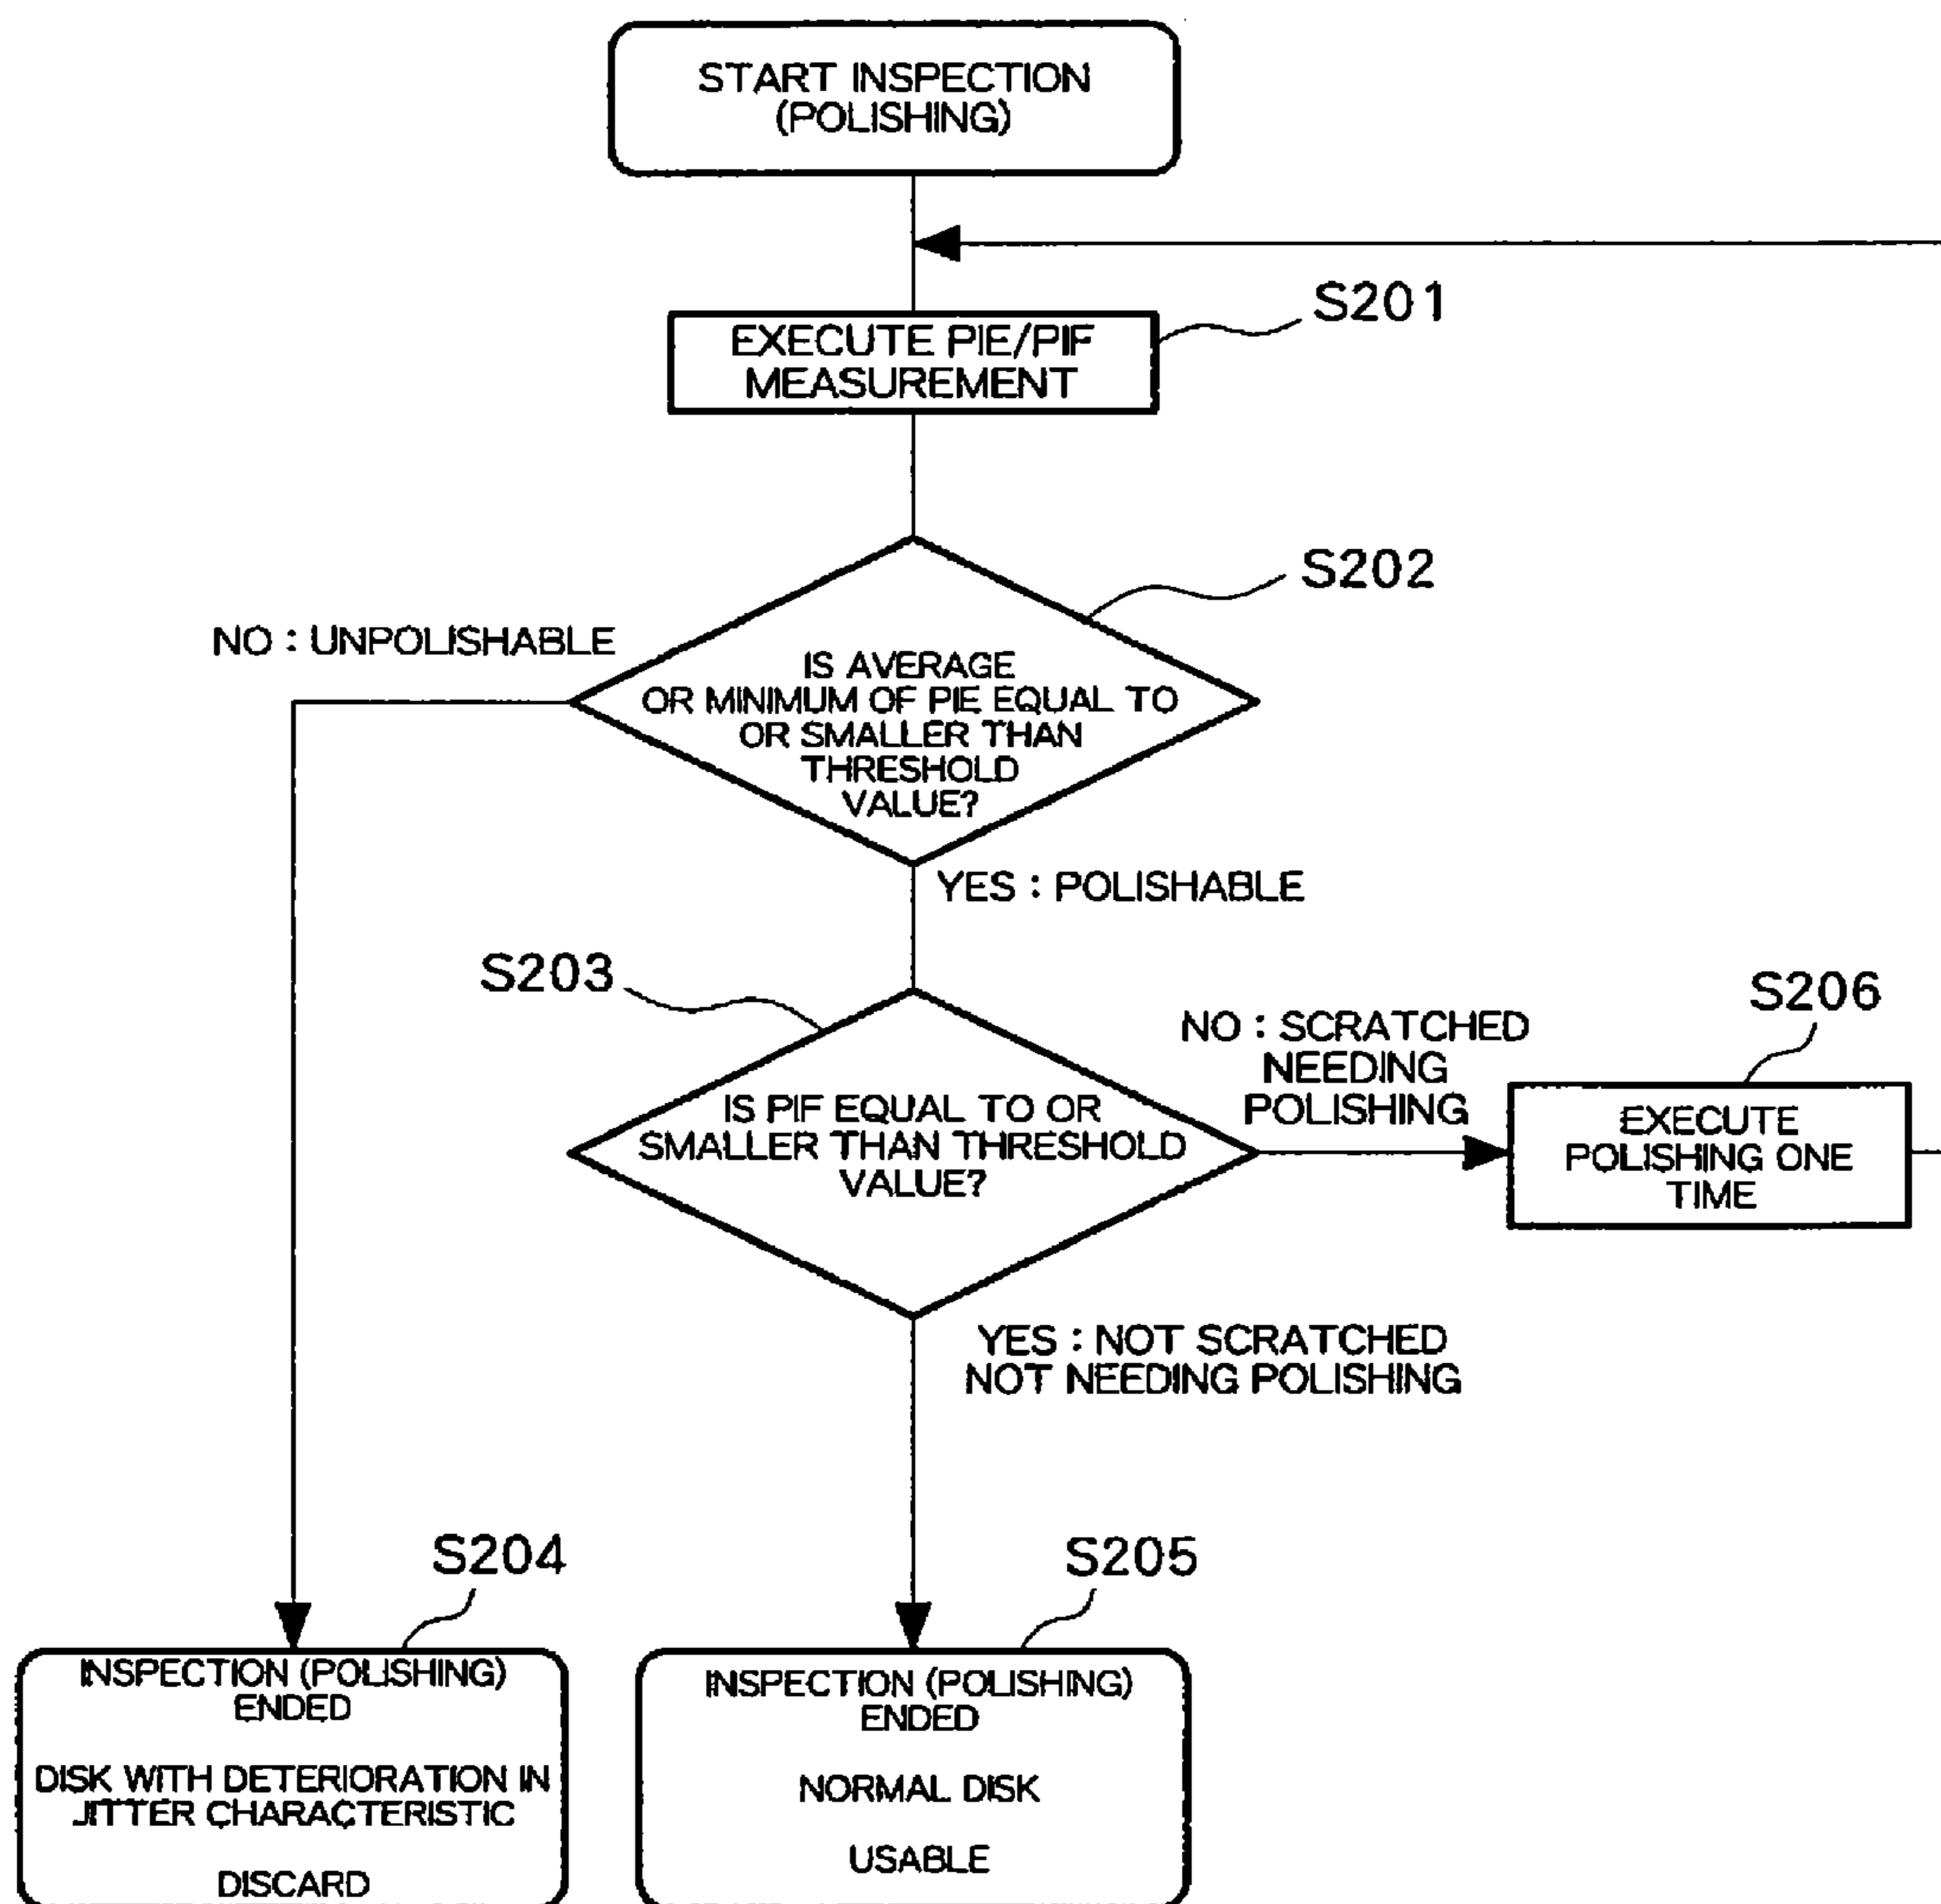 START INSPECTION
(POLISHING)
S201
EXECUTE PIE/PIF
MEASUREMENT
S202
NO : UNPOLISHABLE
IS AVERAGE
OR MINIMUM OF PIE EQUAL TO
OR SMALLER THAN
THRESHOLD
VALUE?
YES : POLISHABLE
S203
S206
NO : SCRATCHED
NEEDING
POLISHING
IS PIF EQUAL TO OR
SMALLER THAN THRESHOLD
VALUE?
EXECUTE
POLISHING ONE
TIME
YES : NOT SCRATCHED
NOT NEEDING POLISHING
S204
INSPECTION (POLISHING)
ENDED
DISK WITH DETERIORATION IN
JITTER CHARACTERISTIC
DISCARD
S205
INSPECTION (POLISHING)
ENDED
NORMAL DISK
USABLE